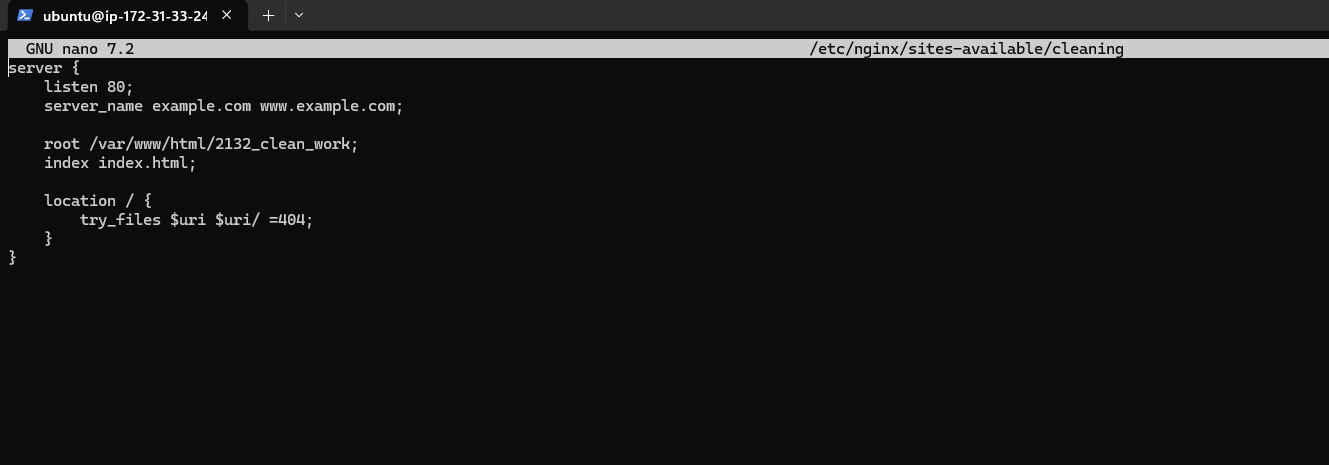 ubuntu@ip-172-31-33-24
GNU nano 7.2 /etc/nginx/sites-available/cleaning
server {
    listen 80;
    server_name example.com www.example.com;
    root /var/www/html/2132_clean_work;
    index index.html;
    location / {
        try_files $uri $uri/ =404;
    }
}